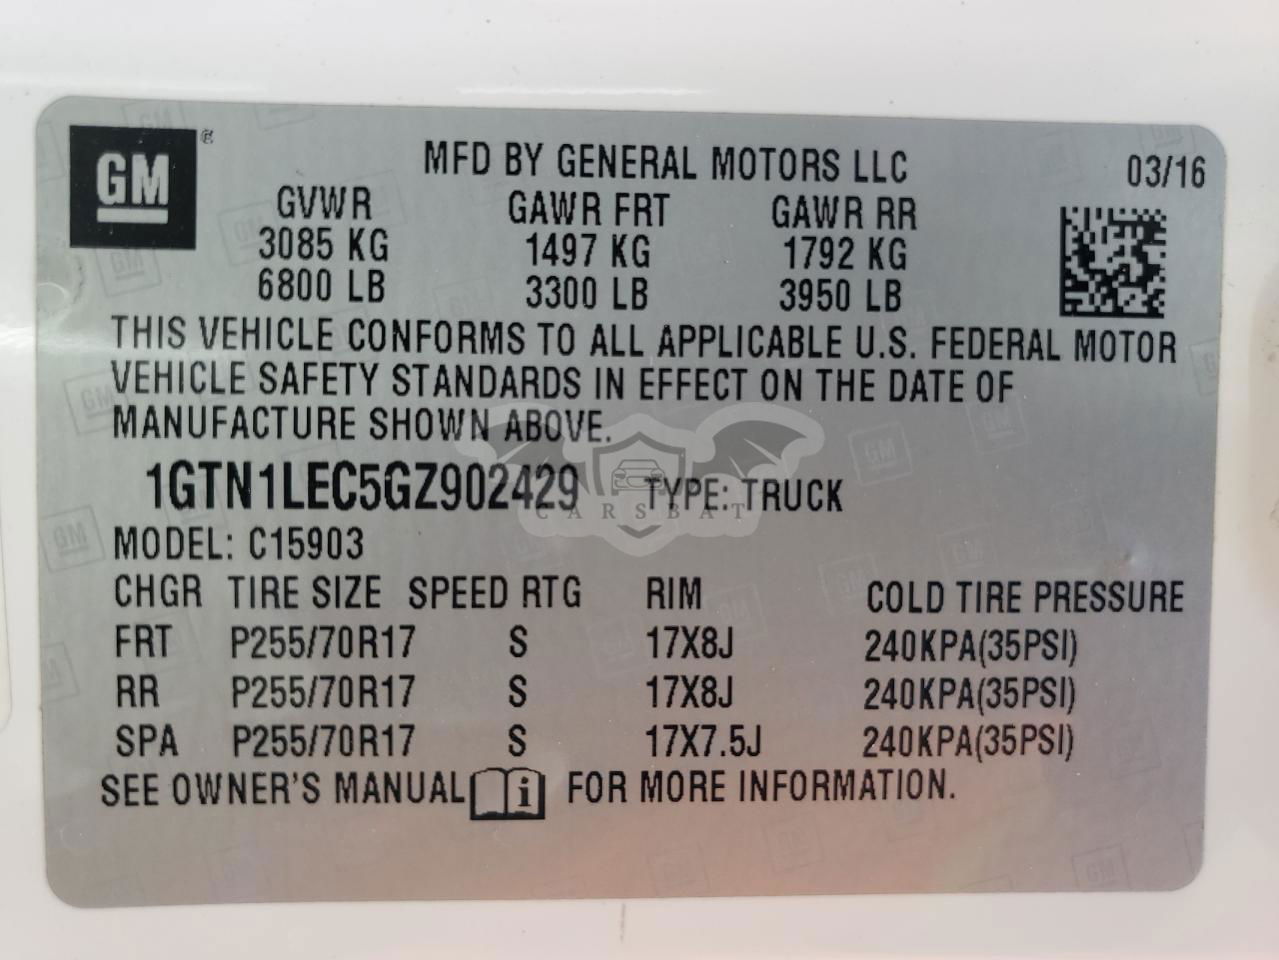 GM
MFD BY GENERAL MOTORS LLC 03/16
GVWR GAWR FRT GAWR RR
3085 KG 1497 KG 1792 KG
6800 LB 3300 LB 3950 LB
THIS VEHICLE CONFORMS TO ALL APPLICABLE U.S. FEDERAL MOTOR
VEHICLE SAFETY STANDARDS IN EFFECT ON THE DATE OF
MANUFACTURE SHOWN ABOVE.
1GTN1LEC5GZ902429 TYPE: TRUCK
CARSBAT
MODEL: C15903
CHGR TIRE SIZE SPEED RTG RIM COLD TIRE PRESSURE
FRT P255/70R17 S 17X8J 240KPA(35PSI)
RR P255/70R17 S 17X8J 240KPA(35PSI)
SPA P255/70R17 S 17X7.5J 240KPA(35PSI)
SEE OWNER'S MANUAL i FOR MORE INFORMATION.